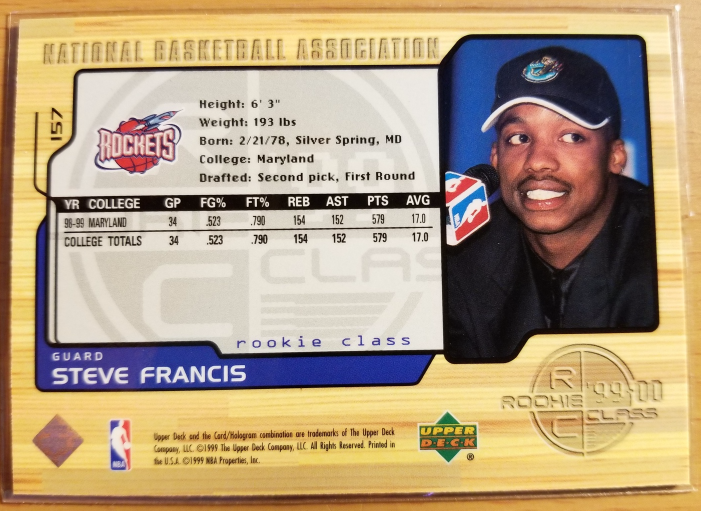 NATIONAL BASKETBALL ASSOCIATION
157
ROCKETS
Height: 6' 3"
Weight: 193 lbs
Born: 2/21/78, Silver Spring, MD
College: Maryland
Drafted: Second pick, First Round
YR COLLEGE GP FG% FT% REB AST PTS AVG
98-99 MARYLAND 34 .523 .790 154 152 579 17.0
COLLEGE TOTALS 34 .523 .790 154 152 579 17.0
CLASS
C
rookie class
GUARD
STEVE FRANCIS
R
ROOKIE '99-00
CLASS
C
NBA
Upper Deck and the Card/Hologram combination are trademarks of The Upper Deck
Company, LLC. ©1999 The Upper Deck Company, LLC. All Rights Reserved. Printed in
the U.S.A. ©1999 NBA Properties, Inc.
UPPER
DECK
®